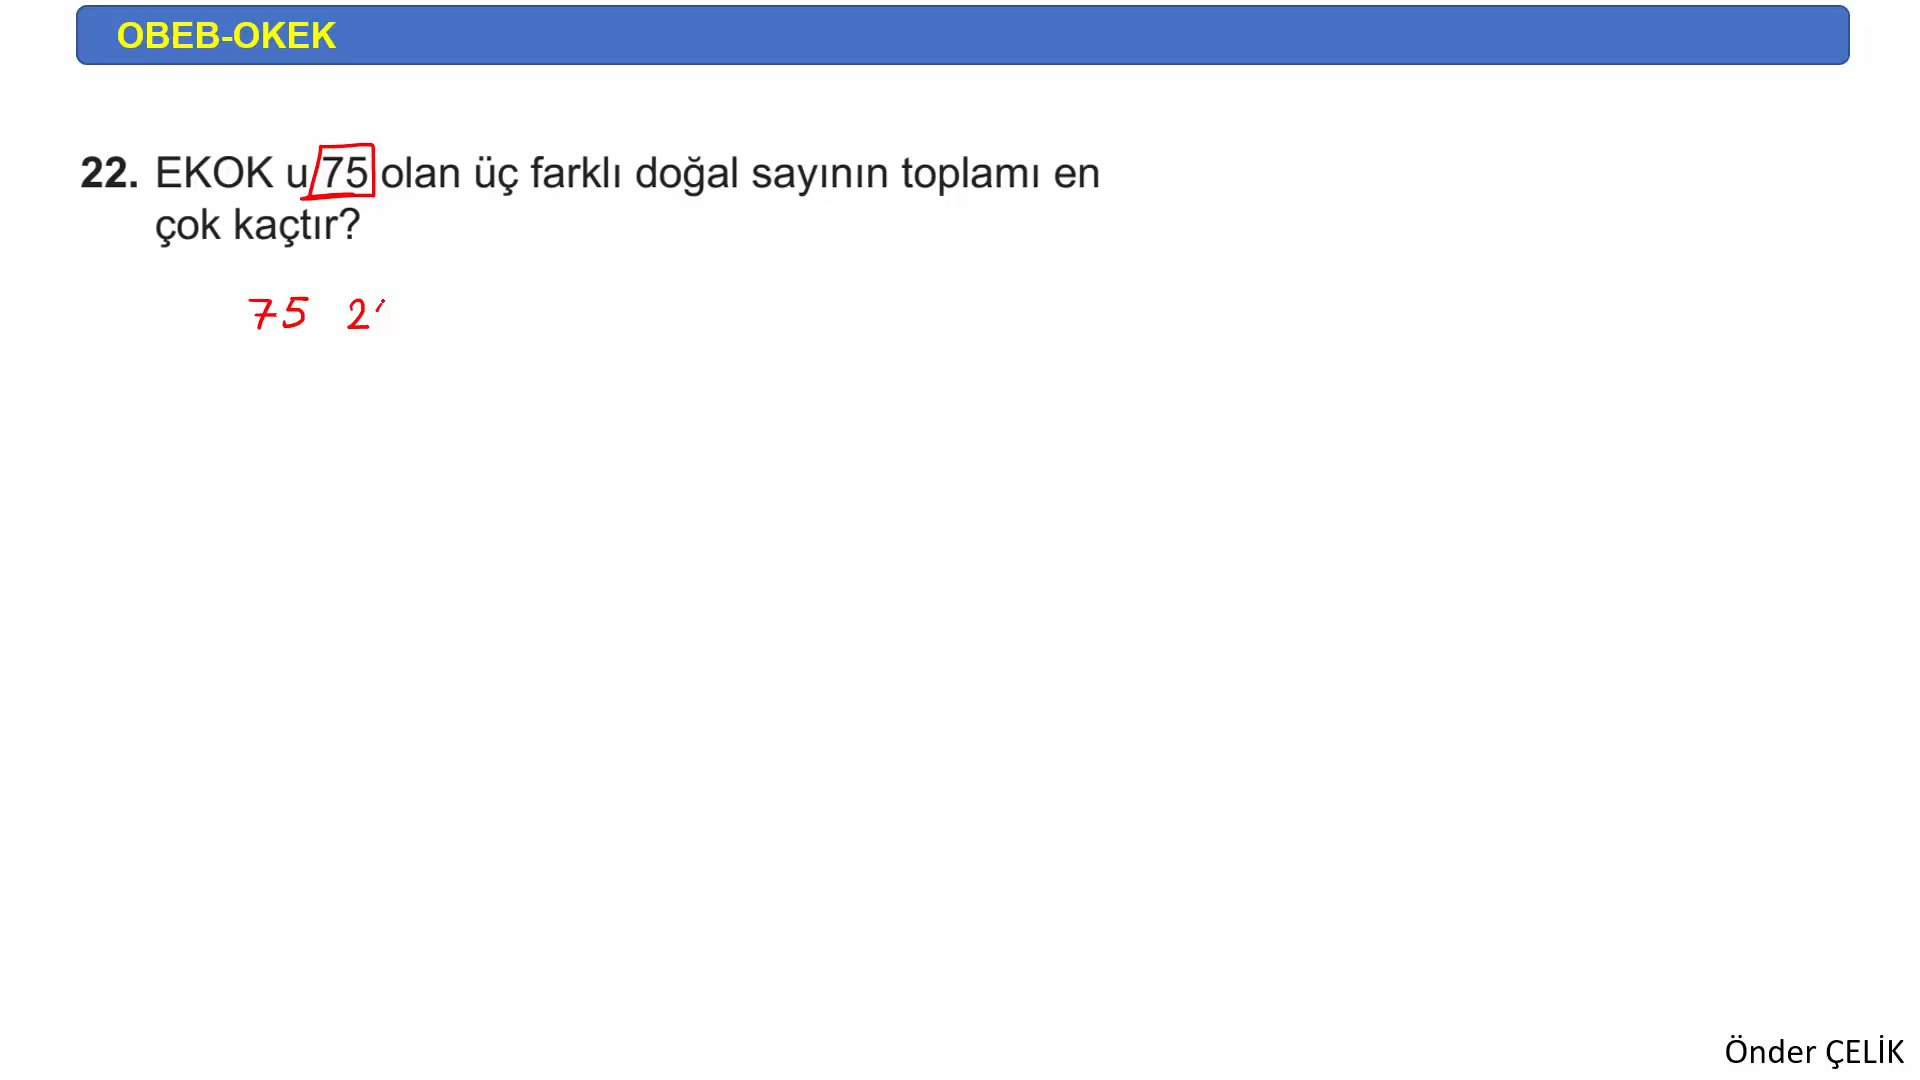 OBEB-OKEK
22. EKOK u 75 olan üç farklı doğal sayının toplamı en
çok kaçtır?
75 2
Önder ÇELİK